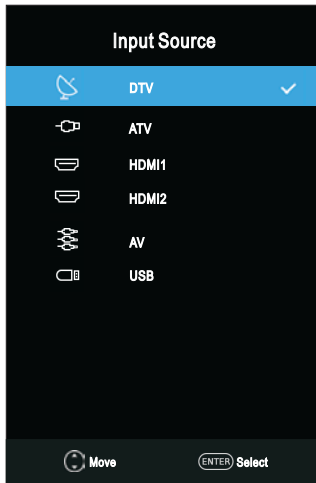 Input Source
DTV
ATV
HDMI1
HDMI2
AV
USB
Move ENTER Select